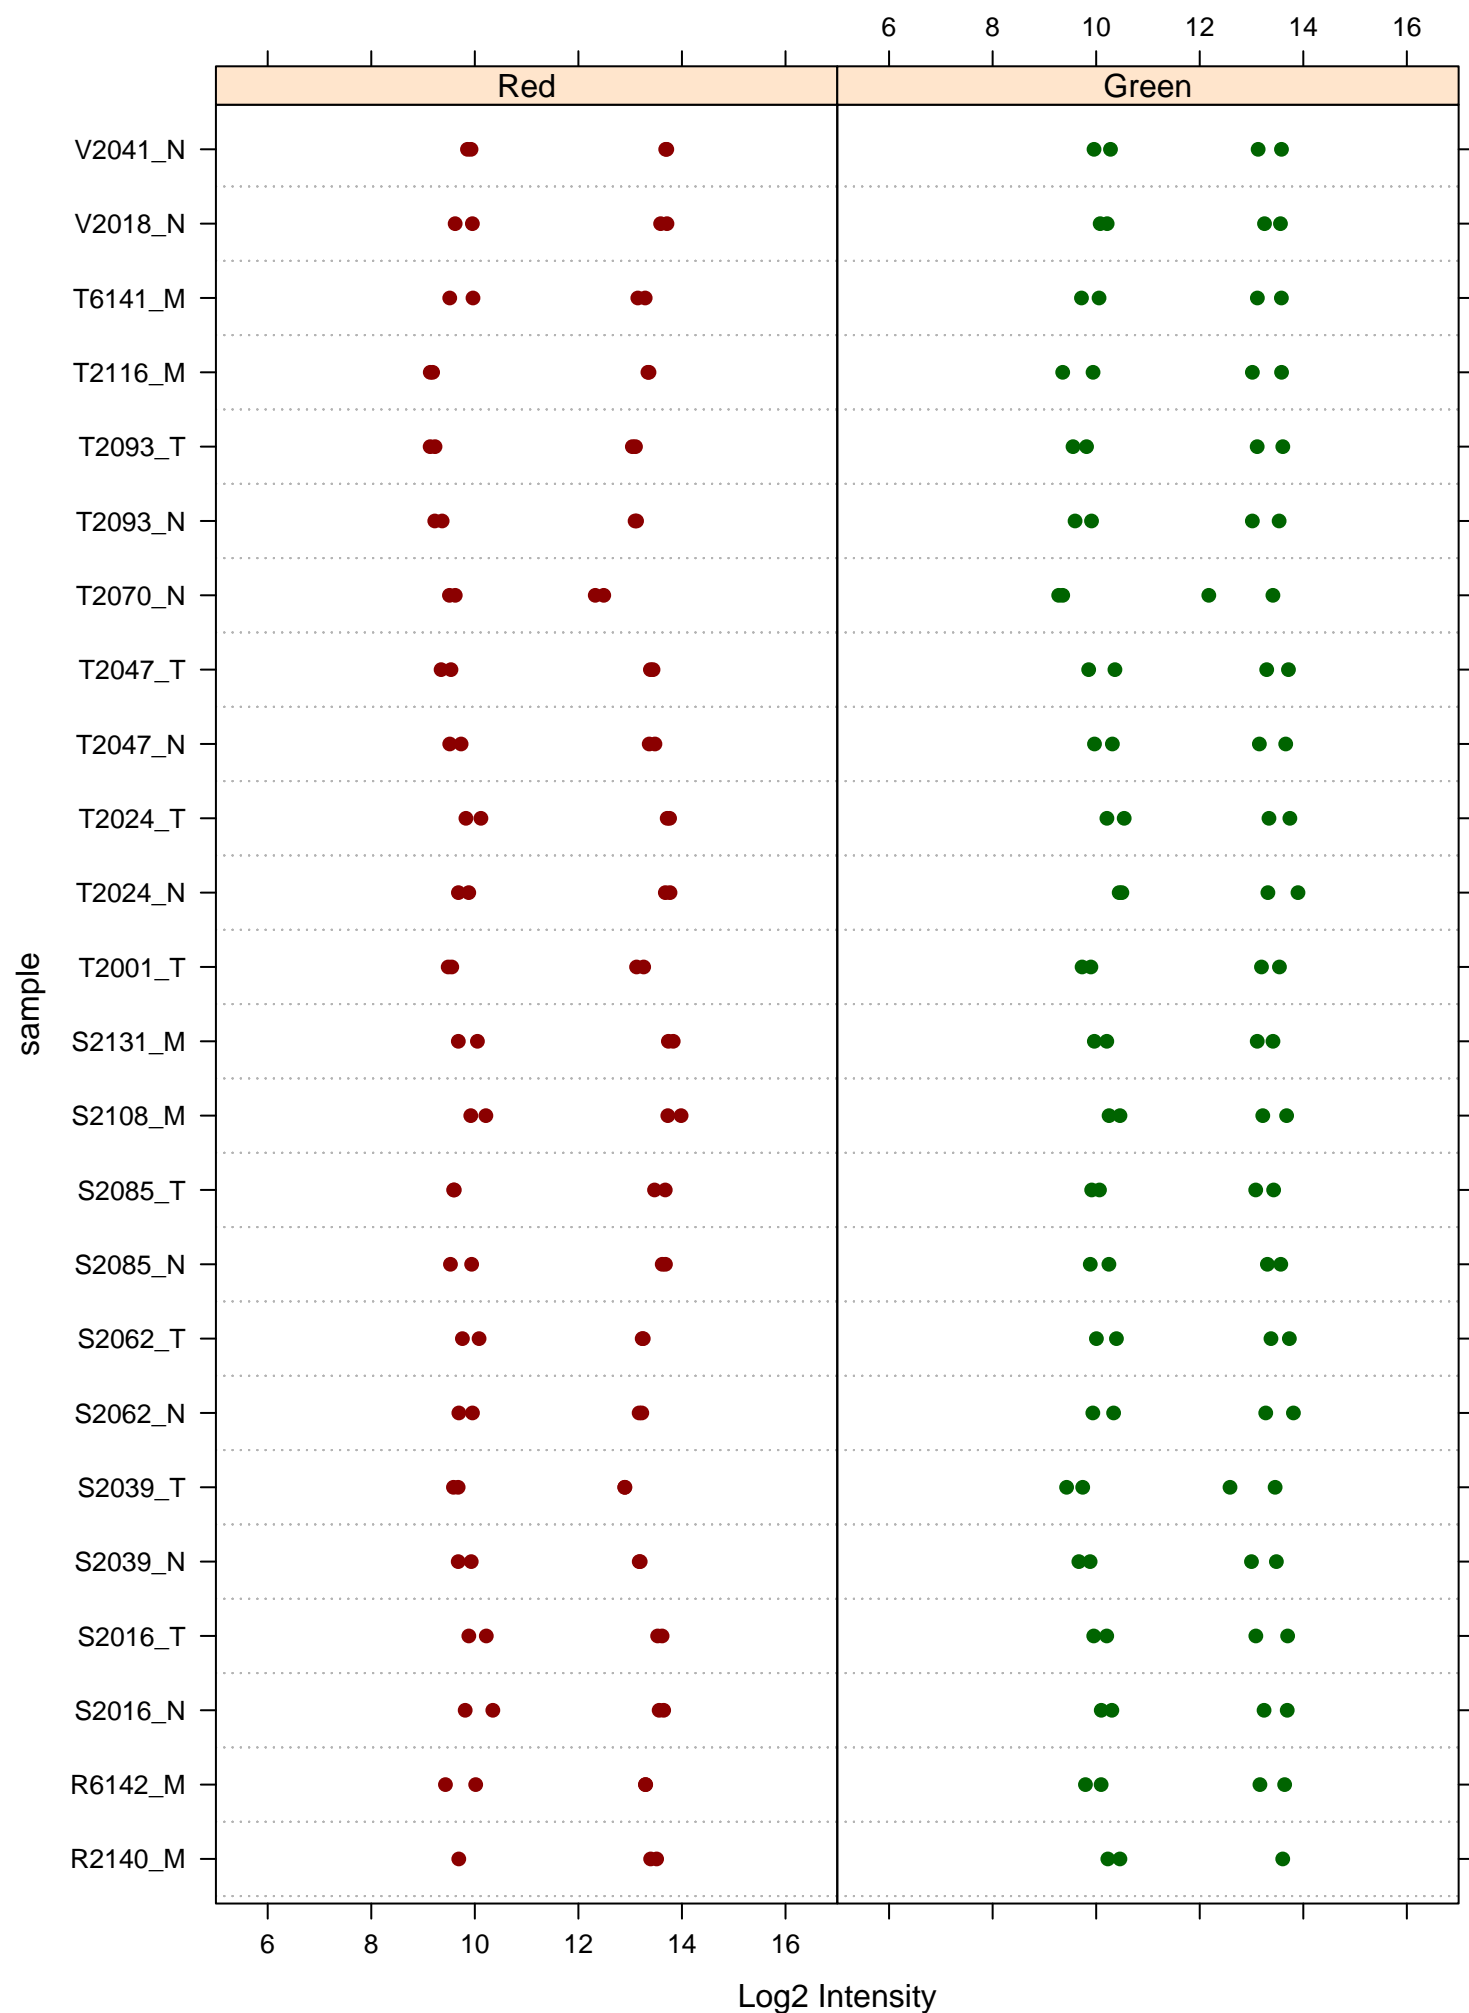 6 8 10 12 14 16
Red Green
V2041_N
V2018_N
T6141_M
T2116_M
T2093_T
T2093_N
T2070_N
T2047_T
T2047_N
T2024_T
T2024_N
T2001_T
S2131_M
S2108_M
S2085_T
S2085_N
S2062_T
S2062_N
S2039_T
S2039_N
S2016_T
S2016_N
R6142_M
R2140_M
sample
6 8 10 12 14 16
Log2 Intensity